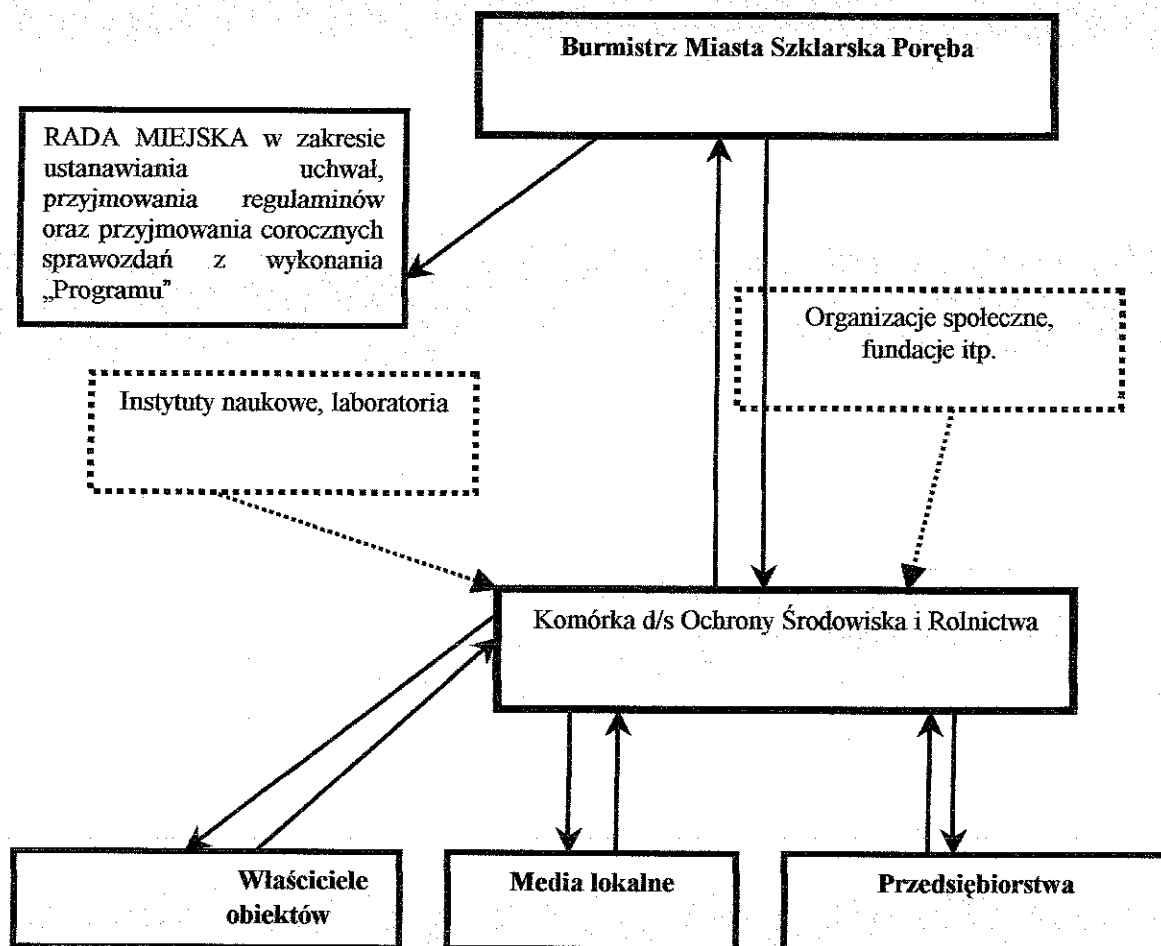 Burmistrz Miasta Szklarska Poręba
RADA MIEJSKA w zakresie
ustanawiania uchwał,
przyjmowania regulaminów
oraz przyjmowania corocznych
sprawozdań z wykonania
„Programu”
Organizacje społeczne,
fundacje itp.
Instytuty naukowe, laboratoria
Komórka d/s Ochrony Środowiska i Rolnictwa
Właściciele
obiektów
Media lokalne
Przedsiębiorstwa